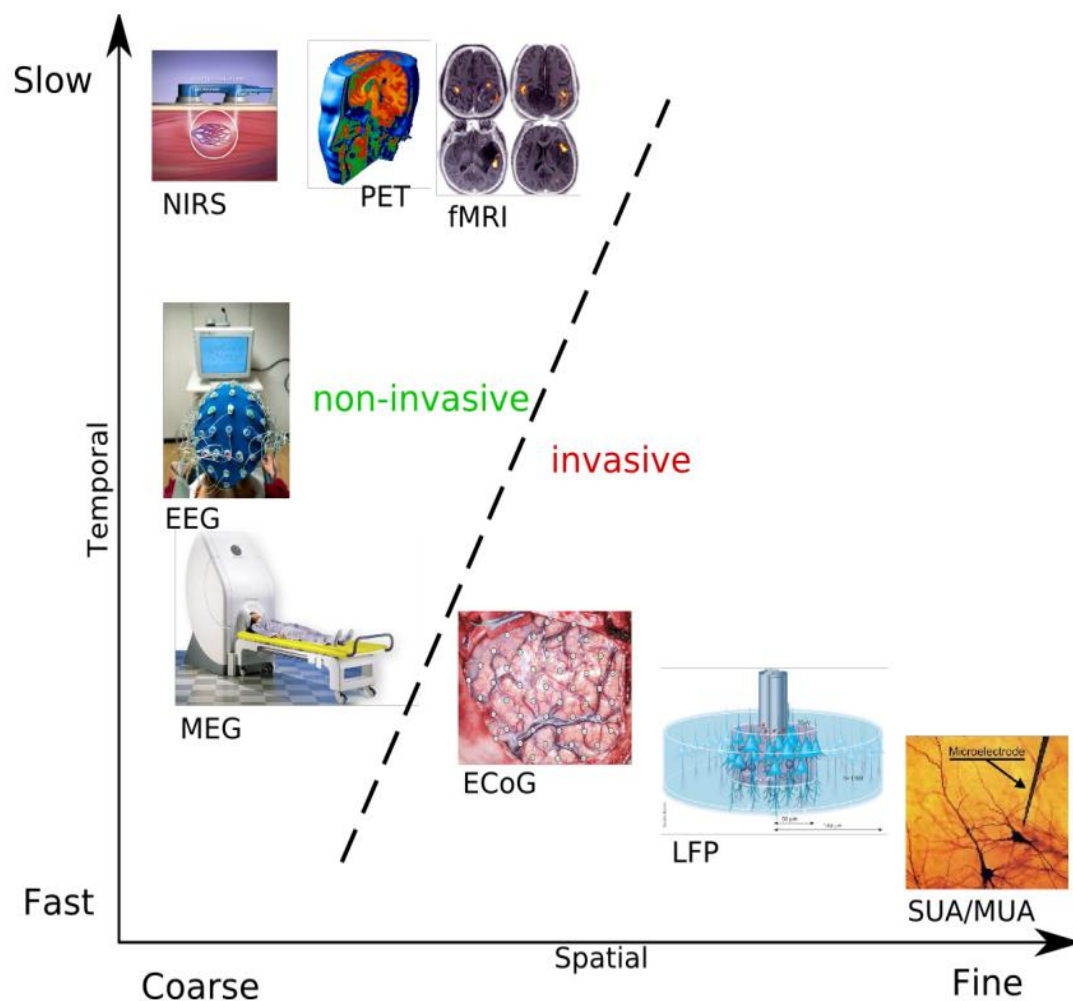 Slow
NIRS
PET
fMRI
non-invasive
invasive
Temporal
EEG
MEG
ECoG
LFP
Microelectrode
SUA/MUA
Fast
Spatial
Coarse
Fine